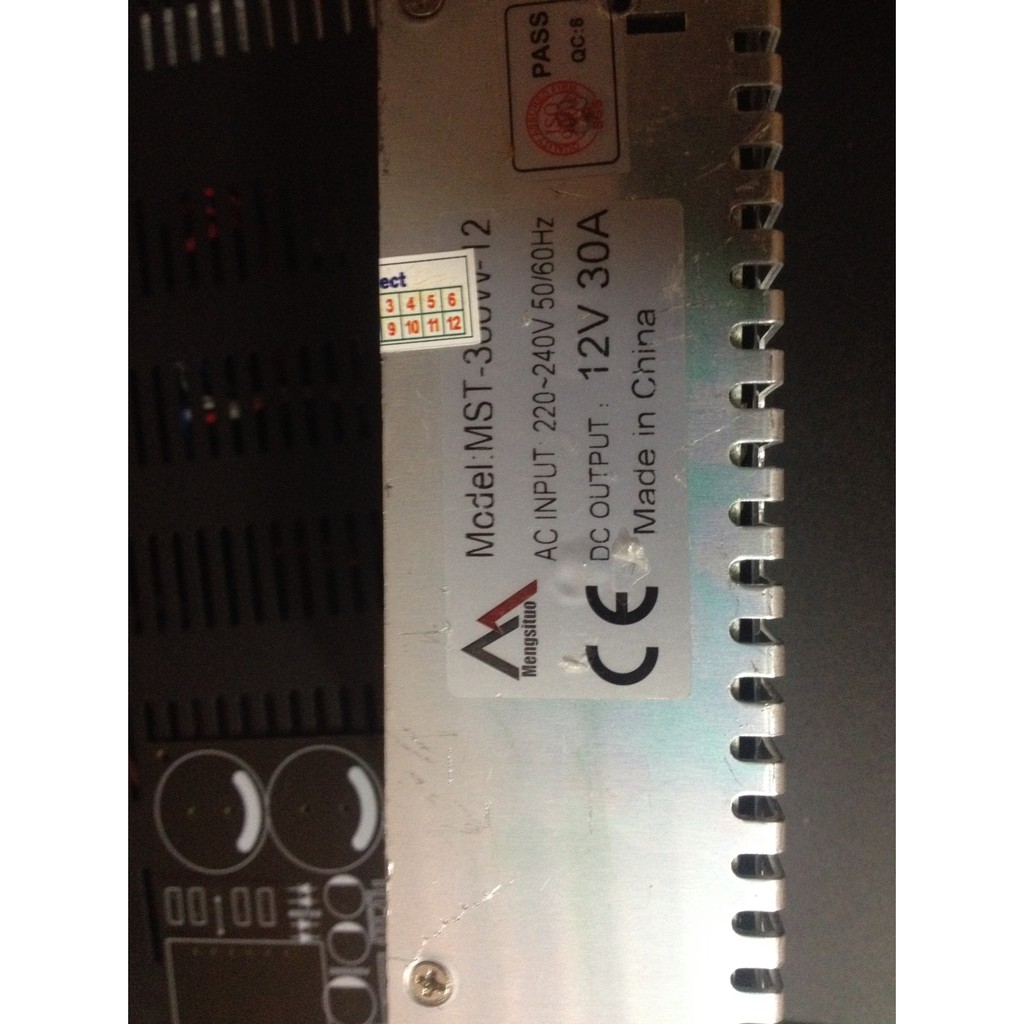 PASS
QC:8
ect
3 4 5 6
9 10 11 12
Model:MST-360W-12
AC INPUT: 220~240V 50/60Hz
DC OUTPUT: 12V 30A
Made in China
Mengsituo
CE